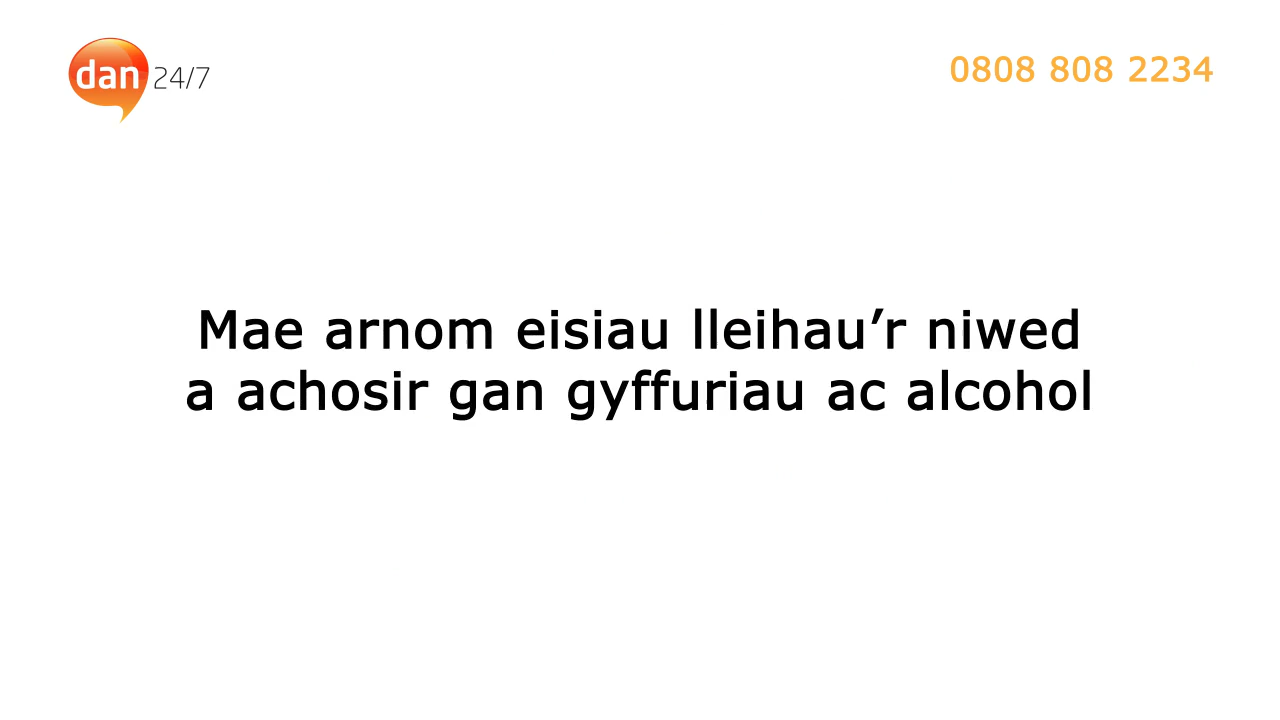 dan 24/7
0808 808 2234
Mae arnom eisiau lleihau’r niwed
a achosir gan gyffuriau ac alcohol